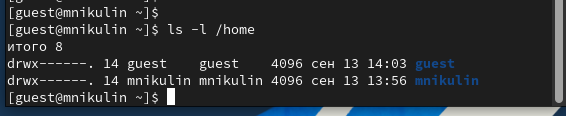 [guest@mnikulin ~]$
[guest@mnikulin ~]$ ls -l /home
итого 8
drwx------. 14 guest    guest    4096 сен 13 14:03 guest
drwx------. 14 mnikulin mnikulin 4096 сен 13 13:56 mnikulin
[guest@mnikulin ~]$